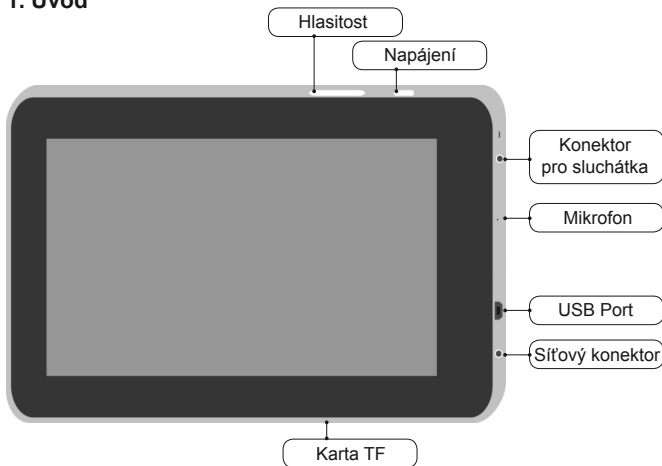 1. Úvod
Hlasitost
Napájení
Konektor
pro sluchátka
Mikrofon
USB Port
Síťový konektor
Karta TF